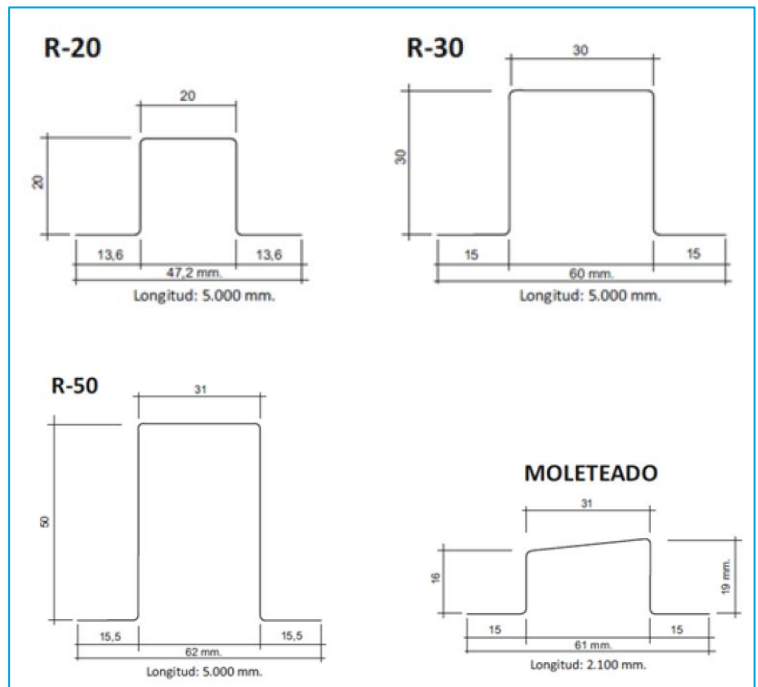 R-20
20
20
13,6
13,6
47,2 mm.
Longitud: 5.000 mm.
R-30
30
30
15
15
60 mm.
Longitud: 5.000 mm.
R-50
31
50
15,5
15,5
62 mm.
Longitud: 5.000 mm.
MOLETEADO
31
16
19 mm.
15
15
61 mm.
Longitud: 2.100 mm.